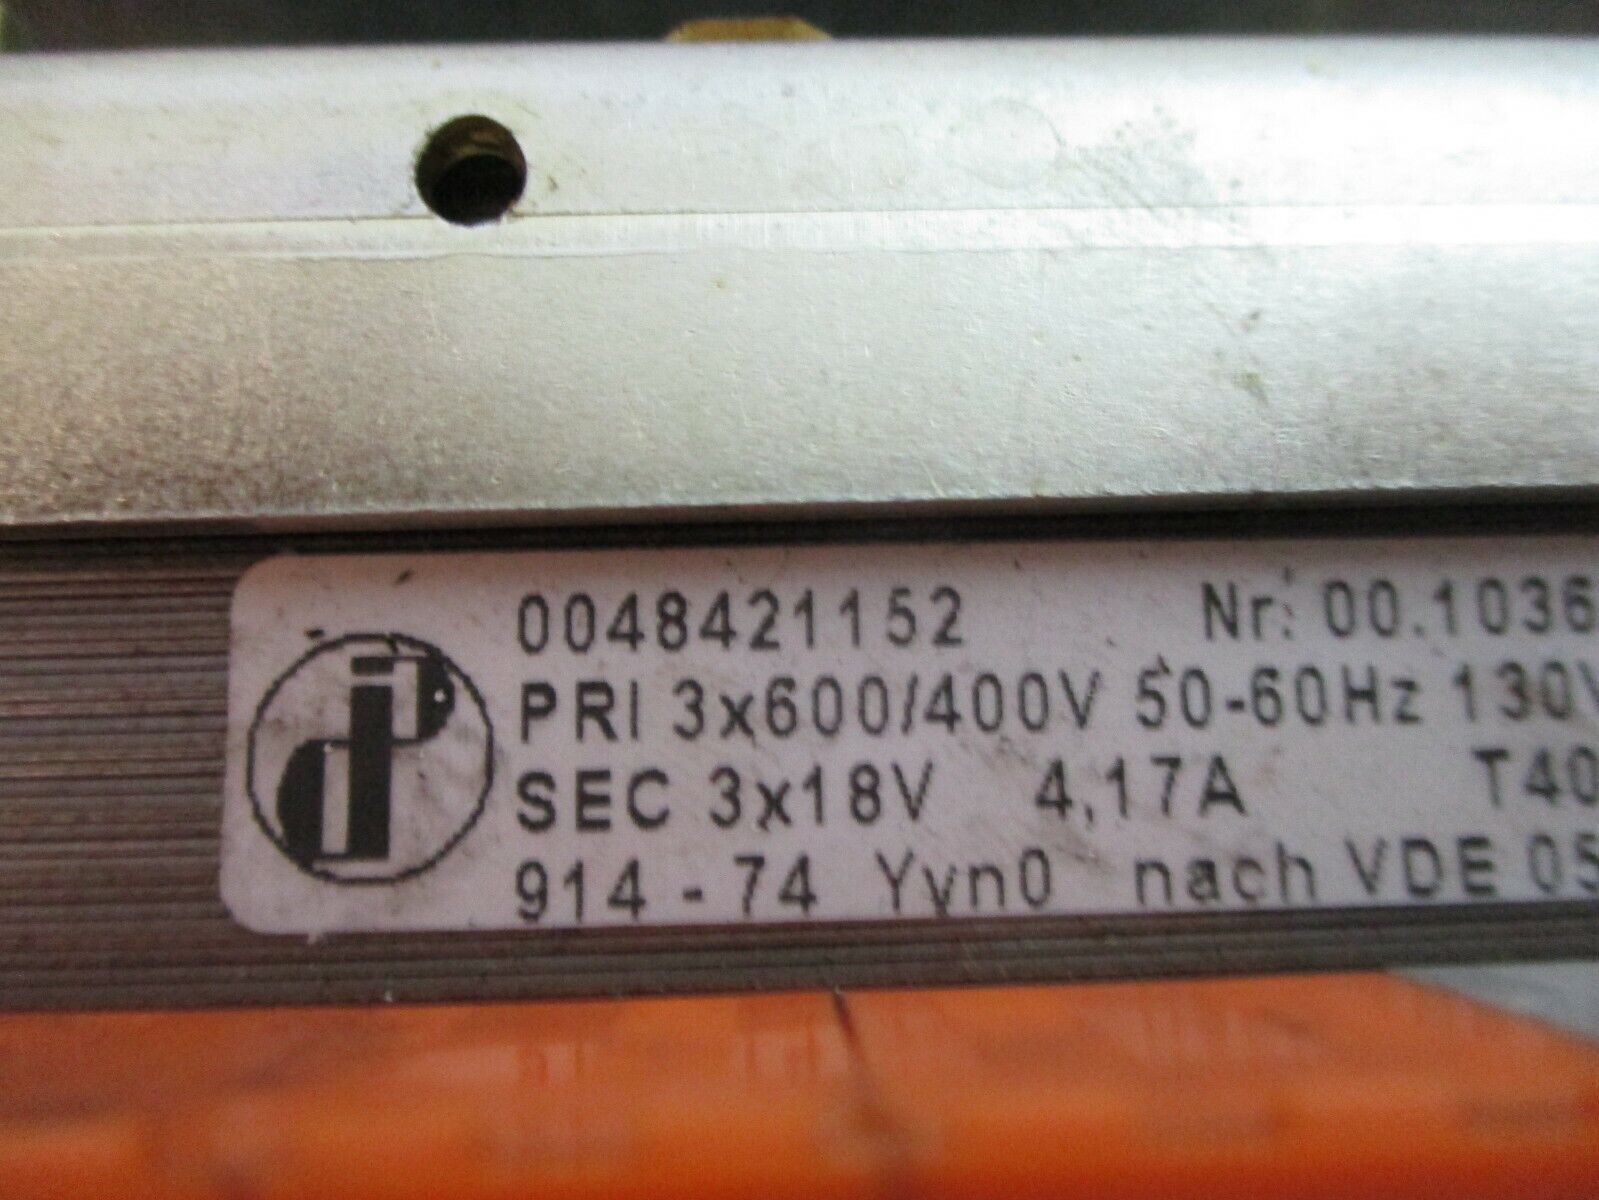 0048421152 Nr: 00.1036
PRI 3x600/400V 50-60Hz 130V
SEC 3x18V 4,17A T40
914 - 74 Yyn0 nach VDE 05